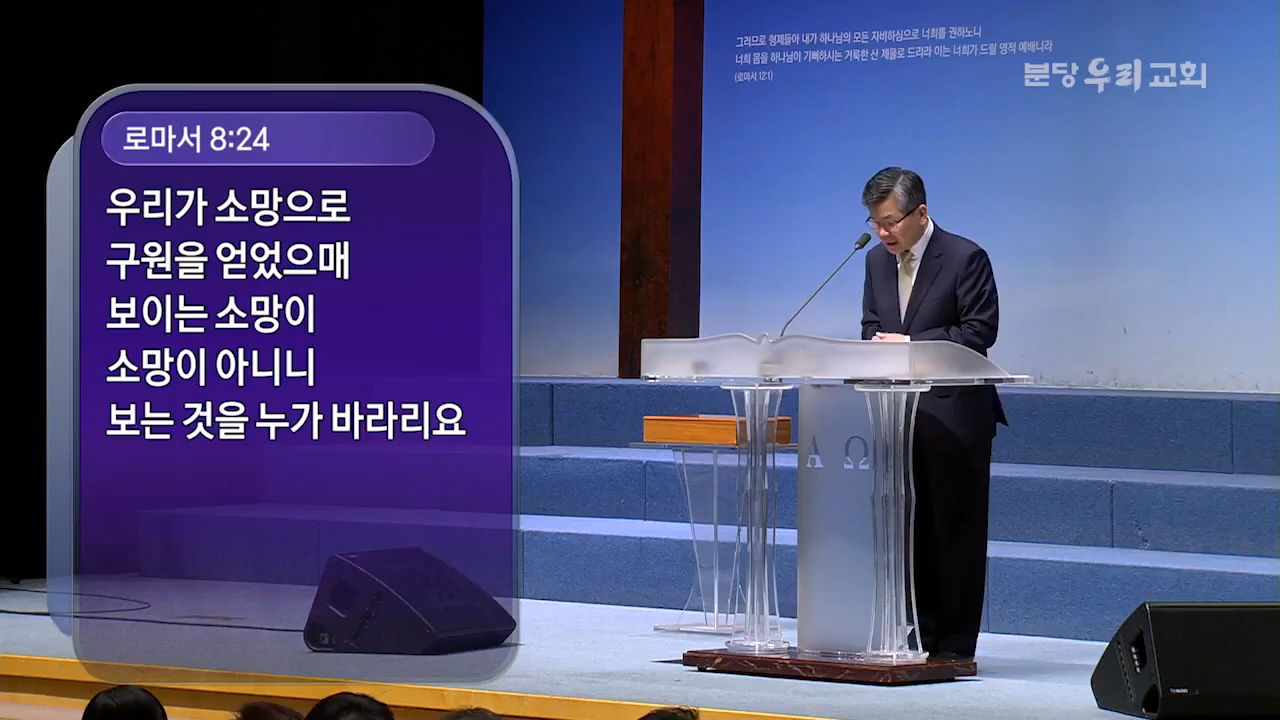 로마서 8:24
우리가 소망으로
구원을 얻었으매
보이는 소망이
소망이 아니니
보는 것을 누가 바라리요
그러므로 형제들아 내가 하나님의 모든 자비하심으로 너희를 권하노니
너희 몸을 하나님이 기뻐하시는 거룩한 산 제물로 드리라 이는 너희가 드릴 영적 예배니라
(로마서 12:1)
분당우리교회
Α Ω